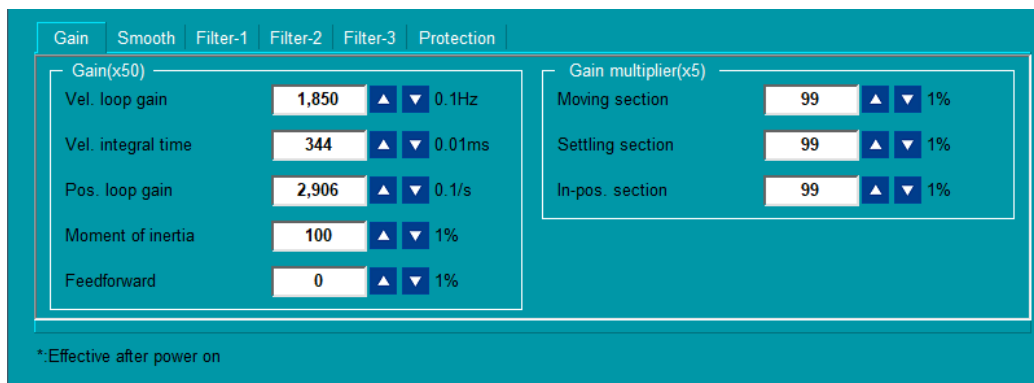 Gain Smooth Filter-1 Filter-2 Filter-3 Protection
Gain(x50)
Vel. loop gain 1,850 0.1Hz
Vel. integral time 344 0.01ms
Pos. loop gain 2,906 0.1/s
Moment of inertia 100 1%
Feedforward 0 1%
Gain multiplier(x5)
Moving section 99 1%
Settling section 99 1%
In-pos. section 99 1%
*:Effective after power on